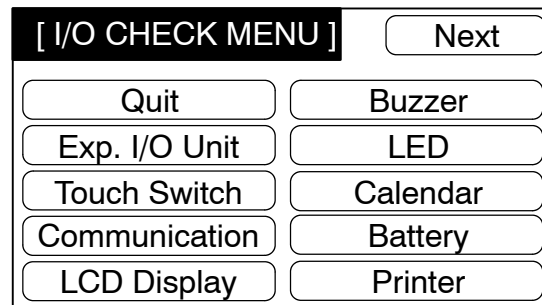 [ I/O CHECK MENU ] Next
Quit Buzzer
Exp. I/O Unit LED
Touch Switch Calendar
Communication Battery
LCD Display Printer